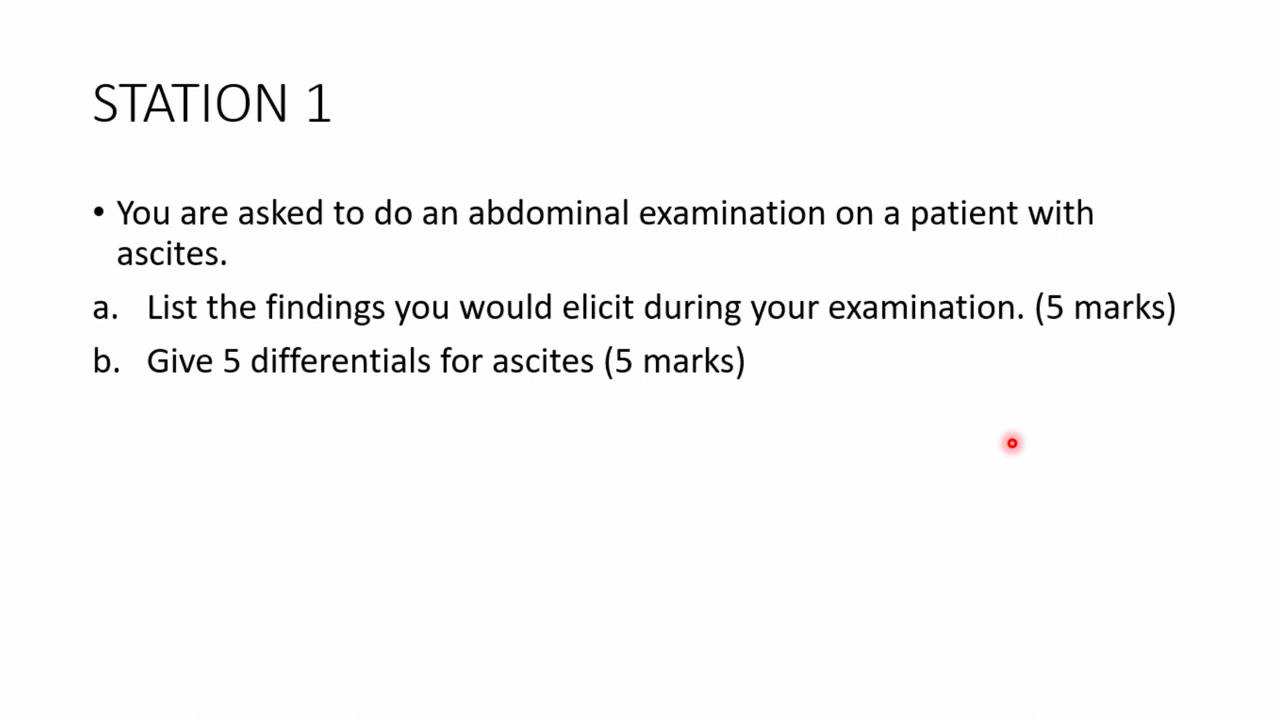 STATION 1
• You are asked to do an abdominal examination on a patient with
ascites.
a. List the findings you would elicit during your examination. (5 marks)
b. Give 5 differentials for ascites (5 marks)